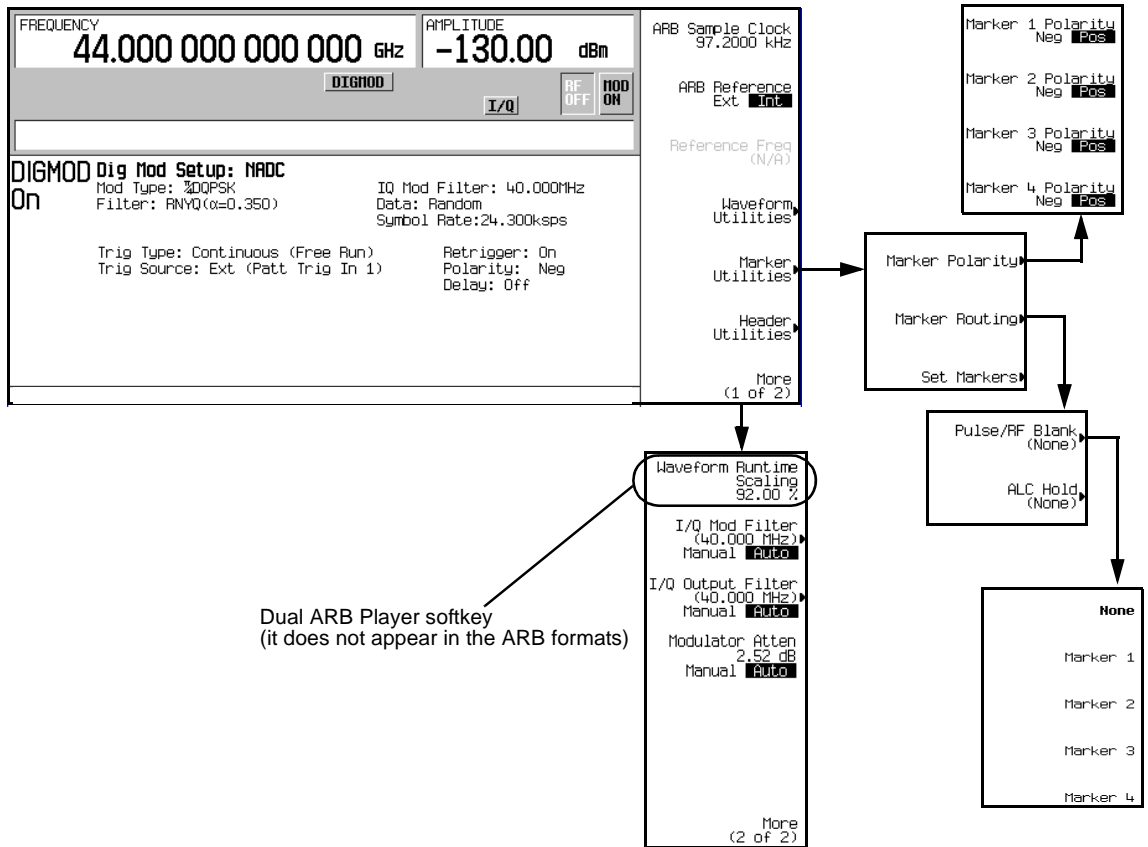 FREQUENCY
44.000 000 000 000 GHz
AMPLITUDE
-130.00 dBm
DIGMOD
I/Q
RF OFF
MOD ON
DIGMOD On
Dig Mod Setup: NADC
Mod Type: π/4DQPSK
Filter: RNYQ(α=0.350)
IQ Mod Filter: 40.000MHz
Data: Random
Symbol Rate:24.300ksps
Trig Type: Continuous (Free Run)
Trig Source: Ext (Patt Trig In 1)
Retrigger: On
Polarity: Neg
Delay: Off
ARB Sample Clock
97.2000 kHz
ARB Reference
Ext Int
Reference Freq
(N/A)
Waveform
Utilities
Marker
Utilities
Header
Utilities
More
(1 of 2)
Marker Polarity
Marker Routing
Set Markers
Marker 1 Polarity
Neg Pos
Marker 2 Polarity
Neg Pos
Marker 3 Polarity
Neg Pos
Marker 4 Polarity
Neg Pos
Pulse/RF Blank
(None)
ALC Hold
(None)
None
Marker 1
Marker 2
Marker 3
Marker 4
Waveform Runtime
Scaling
92.00 %
I/Q Mod Filter
(40.000 MHz)
Manual Auto
I/Q Output Filter
(40.000 MHz)
Manual Auto
Modulator Atten
2.52 dB
Manual Auto
More
(2 of 2)
Dual ARB Player softkey
(it does not appear in the ARB formats)